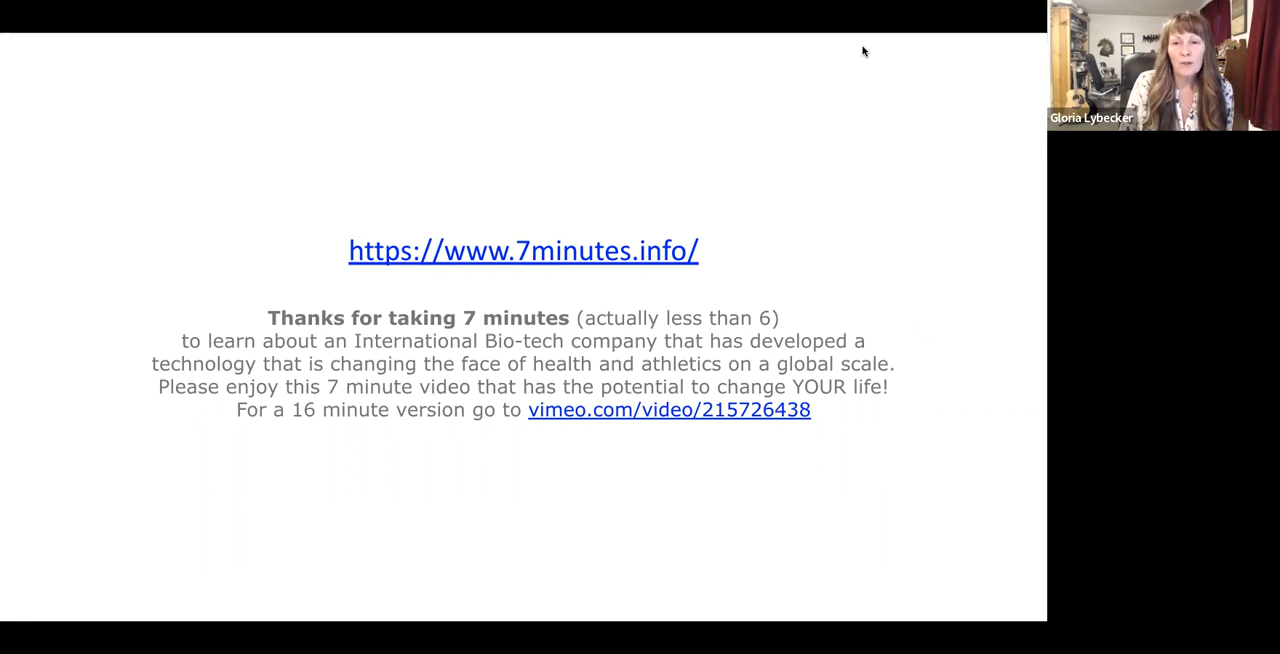 https://www.7minutes.info/
Thanks for taking 7 minutes (actually less than 6)
to learn about an International Bio-tech company that has developed a
technology that is changing the face of health and athletics on a global scale.
Please enjoy this 7 minute video that has the potential to change YOUR life!
For a 16 minute version go to vimeo.com/video/215726438
Gloria Lybecker